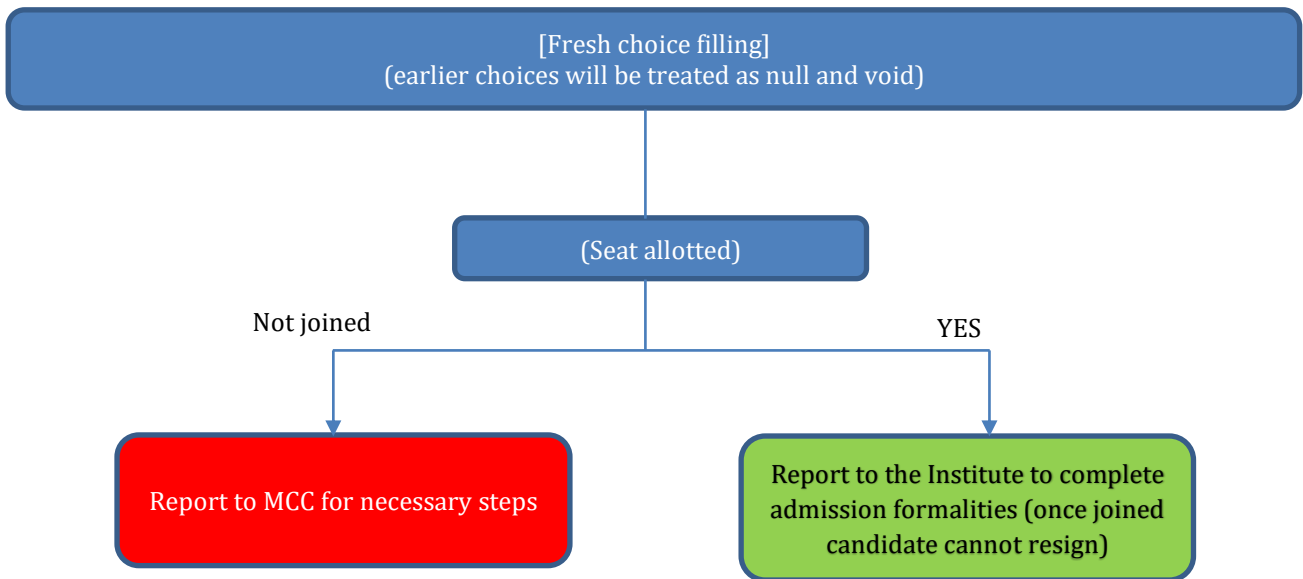 [Fresh choice filling]
(earlier choices will be treated as null and void)
(Seat allotted)
Not joined
YES
Report to MCC for necessary steps
Report to the Institute to complete
admission formalities (once joined
candidate cannot resign)